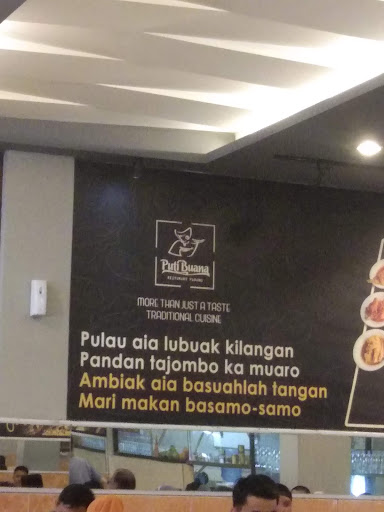 Puti Buana
RESTORAN PADANG
MORE THAN JUST A TASTE
TRADITIONAL CUISINE
Pulau aia lubuak kilangan
Pandan tajombo ka muaro
Ambiak aia basuahlah tangan
Mari makan basamo-samo